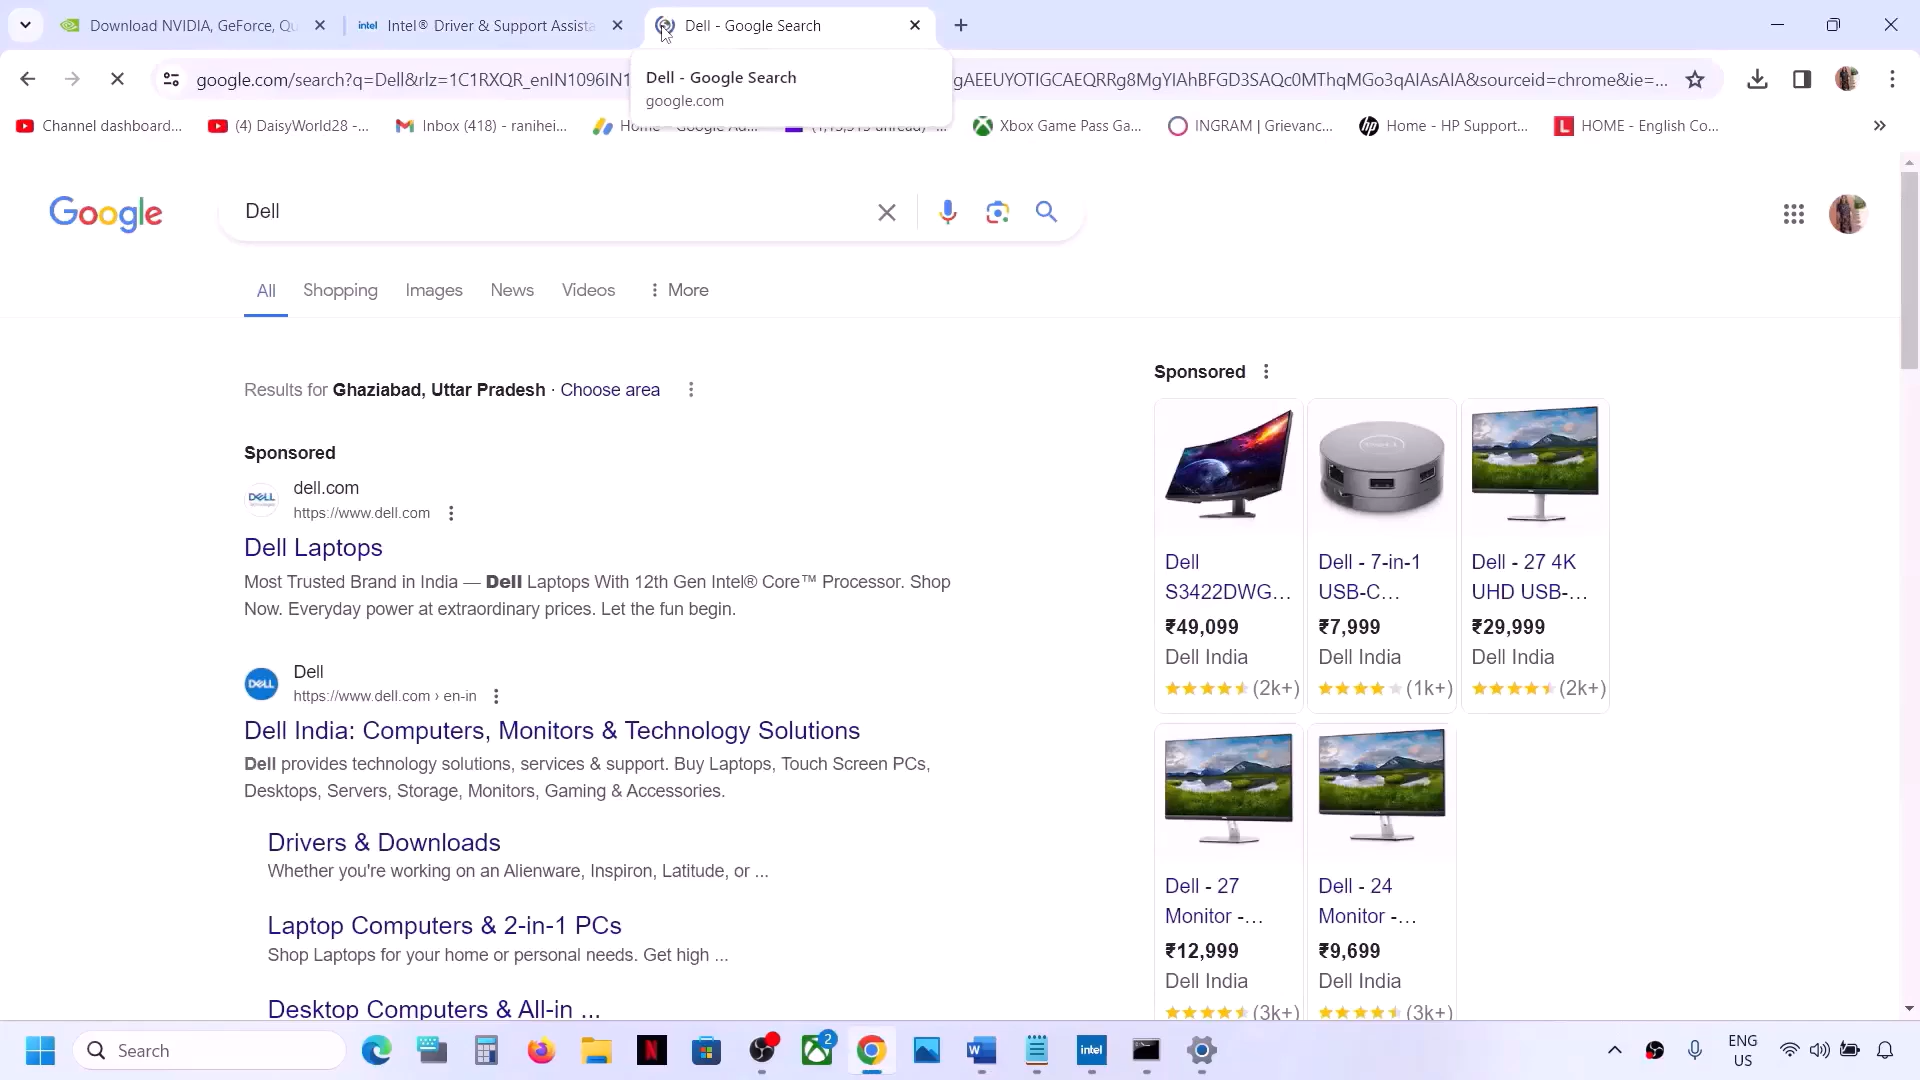 Download NVIDIA, GeForce, Qu
intel Intel® Driver & Support Assista
Dell - Google Search
google.com/search?q=Dell&rlz=1C1RXQR_enIN1096IN1
gAEEUYOTIGCAEQRRg8MgYIAhBFGD3SAQc0MThqMGo3qAIAsAIA&sourceid=chrome&ie=...
Dell - Google Search
google.com
Channel dashboard...
(4) DaisyWorld28 -...
Inbox (418) - ranihei...
Home - Google Ad...
Xbox Game Pass Ga...
INGRAM | Grievanc...
hp Home - HP Support...
L HOME - English Co...
Google
Dell
All
Shopping
Images
News
Videos
More
Results for Ghaziabad, Uttar Pradesh · Choose area
Sponsored
DELL
dell.com
https://www.dell.com
Dell Laptops
Most Trusted Brand in India — Dell Laptops With 12th Gen Intel® Core™ Processor. Shop
Now. Everyday power at extraordinary prices. Let the fun begin.
DELL
Dell
https://www.dell.com › en-in
Dell India: Computers, Monitors & Technology Solutions
Dell provides technology solutions, services & support. Buy Laptops, Touch Screen PCs,
Desktops, Servers, Storage, Monitors, Gaming & Accessories.
Drivers & Downloads
Whether you're working on an Alienware, Inspiron, Latitude, or ...
Laptop Computers & 2-in-1 PCs
Shop Laptops for your home or personal needs. Get high ...
Desktop Computers & All-in ...
Sponsored
Dell
S3422DWG...
₹49,099
Dell India
(2k+)
Dell - 7-in-1
USB-C...
₹7,999
Dell India
(1k+)
Dell - 27 4K
UHD USB-...
₹29,999
Dell India
(2k+)
Dell - 27
Monitor -...
₹12,999
Dell India
(3k+)
Dell - 24
Monitor -...
₹9,699
Dell India
(3k+)
Search
N
2
W
intel
ENG
US